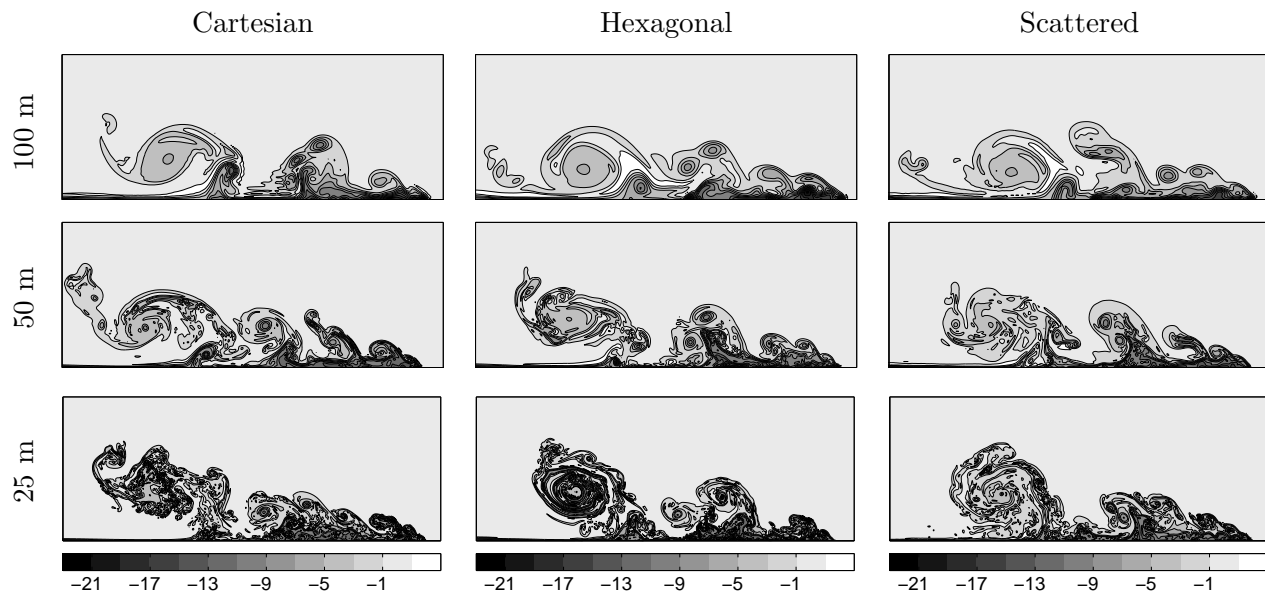 Cartesian Hexagonal Scattered
100 m
50 m
25 m
−21 −17 −13 −9 −5 −1 −21 −17 −13 −9 −5 −1 −21 −17 −13 −9 −5 −1